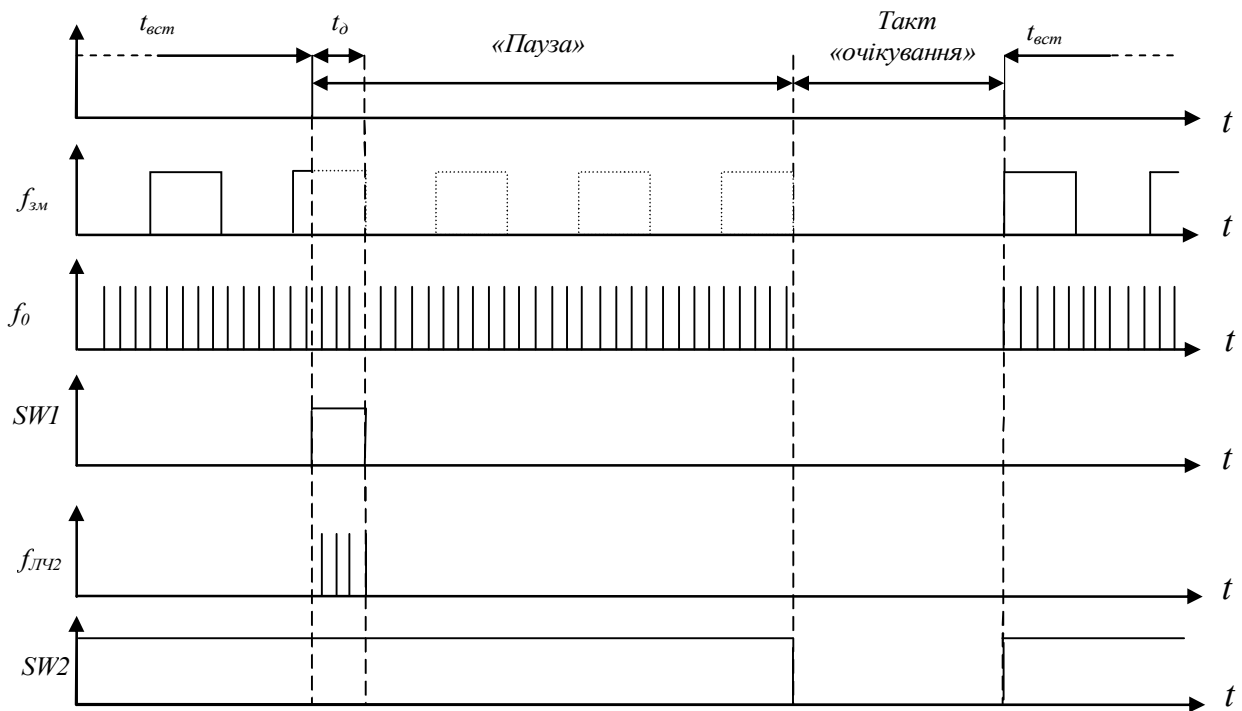 t_вст
t_д
«Пауза»
Такт
«очікування»
t_вст
t
f_зм
t
f_0
t
SW1
t
f_ЛЧ2
t
SW2
t